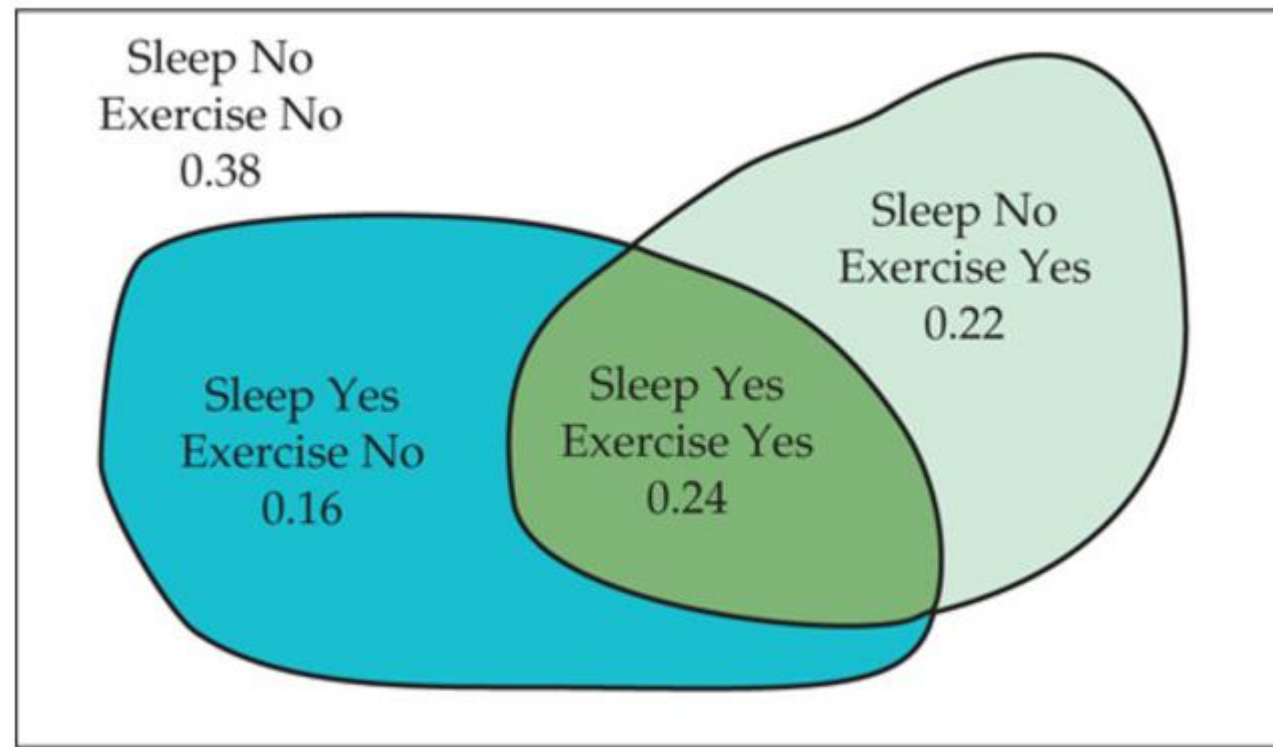 Sleep No
Exercise No
0.38
Sleep No
Exercise Yes
0.22
Sleep Yes
Exercise No
0.16
Sleep Yes
Exercise Yes
0.24